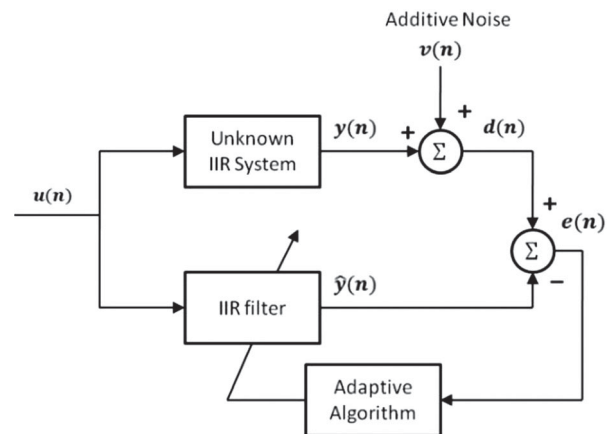 Additive Noise
v(n)
+
Unknown
IIR System
y(n)
+
Σ
d(n)
u(n)
+
e(n)
Σ
IIR filter
ŷ(n)
−
Adaptive
Algorithm